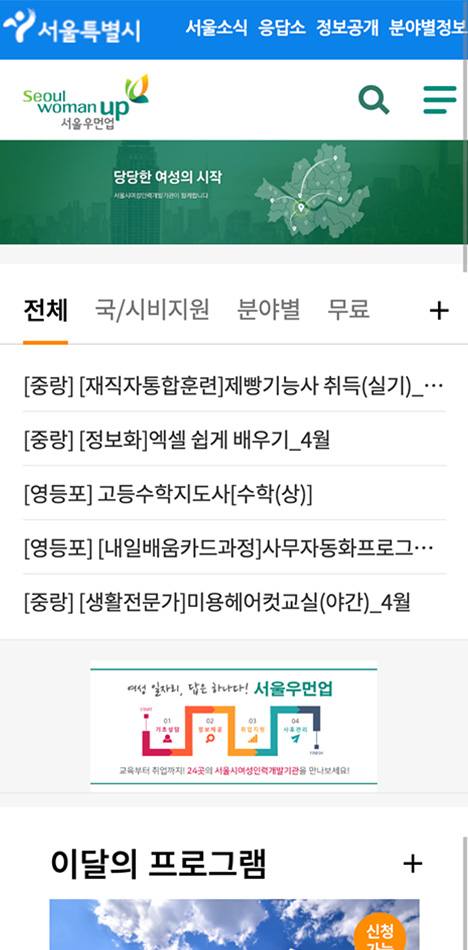 서울특별시
서울소식 응답소 정보공개 분야별정보
Seoul
woman up
서울우먼업
당당한 여성의 시작
서울시여성인력개발기관이 함께합니다
전체 국/시비지원 분야별 무료 +
[중랑] [재직자통합훈련]제빵기능사 취득(실기)_…
[중랑] [정보화]엑셀 쉽게 배우기_4월
[영등포] 고등수학지도사[수학(상)]
[영등포] [내일배움카드과정]사무자동화프로그…
[중랑] [생활전문가]미용헤어컷교실(야간)_4월
여성 일자리, 답은 하나다! 서울우먼업
START
01 02 03 04
기초상담 정보제공 취업지원 사후관리
FINISH
교육부터 취업까지! 24곳의 서울시여성인력개발기관을 만나보세요!
이달의 프로그램 +
신청
가능